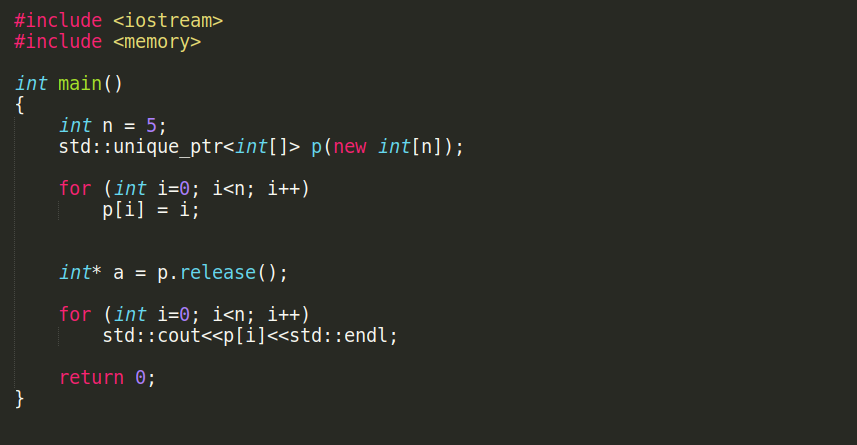 #include <iostream>
#include <memory>
int main()
{
    int n = 5;
    std::unique_ptr<int[]> p(new int[n]);
    for (int i=0; i<n; i++)
        p[i] = i;
    int* a = p.release();
    for (int i=0; i<n; i++)
        std::cout<<p[i]<<std::endl;
    return 0;
}